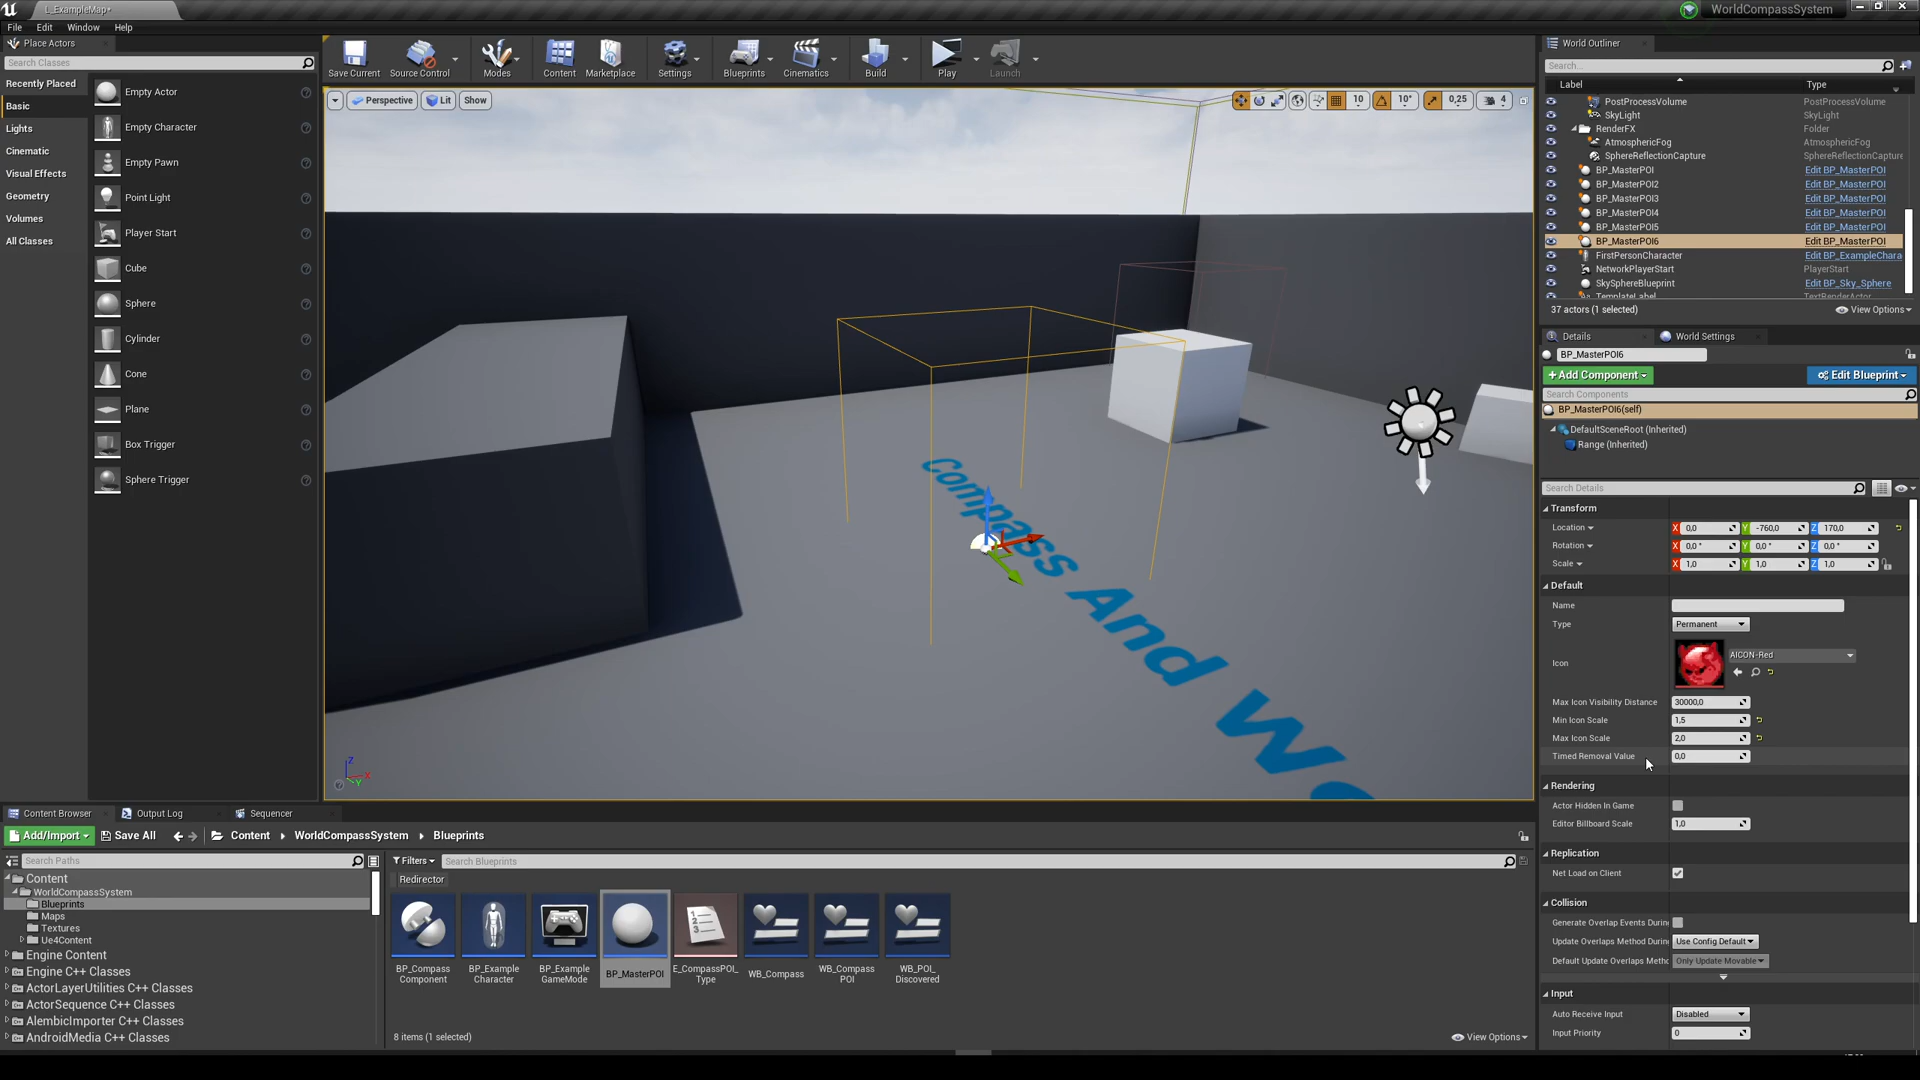 L_ExampleMap*
WorldCompassSystem
File Edit Window Help
Place Actors
Search Classes
Recently Placed
Basic
Lights
Cinematic
Visual Effects
Geometry
Volumes
All Classes
Empty Actor
Empty Character
Empty Pawn
Point Light
Player Start
Cube
Sphere
Cylinder
Cone
Plane
Box Trigger
Sphere Trigger
Save Current Source Control Modes Content Marketplace Settings Blueprints Cinematics Build Play Launch
Perspective Lit Show
10 10° 0,25 4
Compass And Wo
World Outliner
Search...
Label Type
PostProcessVolume PostProcessVolume
SkyLight SkyLight
RenderFX Folder
AtmosphericFog AtmosphericFog
SphereReflectionCapture SphereReflectionCapture
BP_MasterPOI Edit BP_MasterPOI
BP_MasterPOI2 Edit BP_MasterPOI
BP_MasterPOI3 Edit BP_MasterPOI
BP_MasterPOI4 Edit BP_MasterPOI
BP_MasterPOI5 Edit BP_MasterPOI
BP_MasterPOI6 Edit BP_MasterPOI
FirstPersonCharacter Edit BP_ExampleChara
NetworkPlayerStart PlayerStart
SkySphereBlueprint Edit BP_Sky_Sphere
TemplateLabel TextRenderActor
37 actors (1 selected) View Options
Details World Settings
BP_MasterPOI6
+Add Component Edit Blueprint
Search Components
BP_MasterPOI6(self)
DefaultSceneRoot (Inherited)
Range (Inherited)
Search Details
Transform
Location X 0,0 Y -760,0 Z 170,0
Rotation X 0,0 ° Y 0,0 ° Z 0,0 °
Scale X 1,0 Y 1,0 Z 1,0
Default
Name
Type Permanent
Icon AICON-Red
Max Icon Visibility Distance 30000,0
Min Icon Scale 1,5
Max Icon Scale 2,0
Timed Removal Value 0,0
Rendering
Actor Hidden In Game
Editor Billboard Scale 1,0
Replication
Net Load on Client
Collision
Generate Overlap Events Durin
Update Overlaps Method Durin Use Config Default
Default Update Overlaps Metho Only Update Movable
Input
Auto Receive Input Disabled
Input Priority 0
Content Browser Output Log Sequencer
Add/Import Save All Content WorldCompassSystem Blueprints
Search Paths
Content
WorldCompassSystem
Blueprints
Maps
Textures
Ue4Content
Engine Content
Engine C++ Classes
ActorLayerUtilities C++ Classes
ActorSequence C++ Classes
AlembicImporter C++ Classes
AndroidMedia C++ Classes
Filters Search Blueprints
Redirector
BP_Compass
Component
BP_Example
Character
BP_Example
GameMode
BP_MasterPOI
E_CompassPOI_
Type
WB_Compass
WB_Compass
POI
WB_POI_
Discovered
8 items (1 selected) View Options